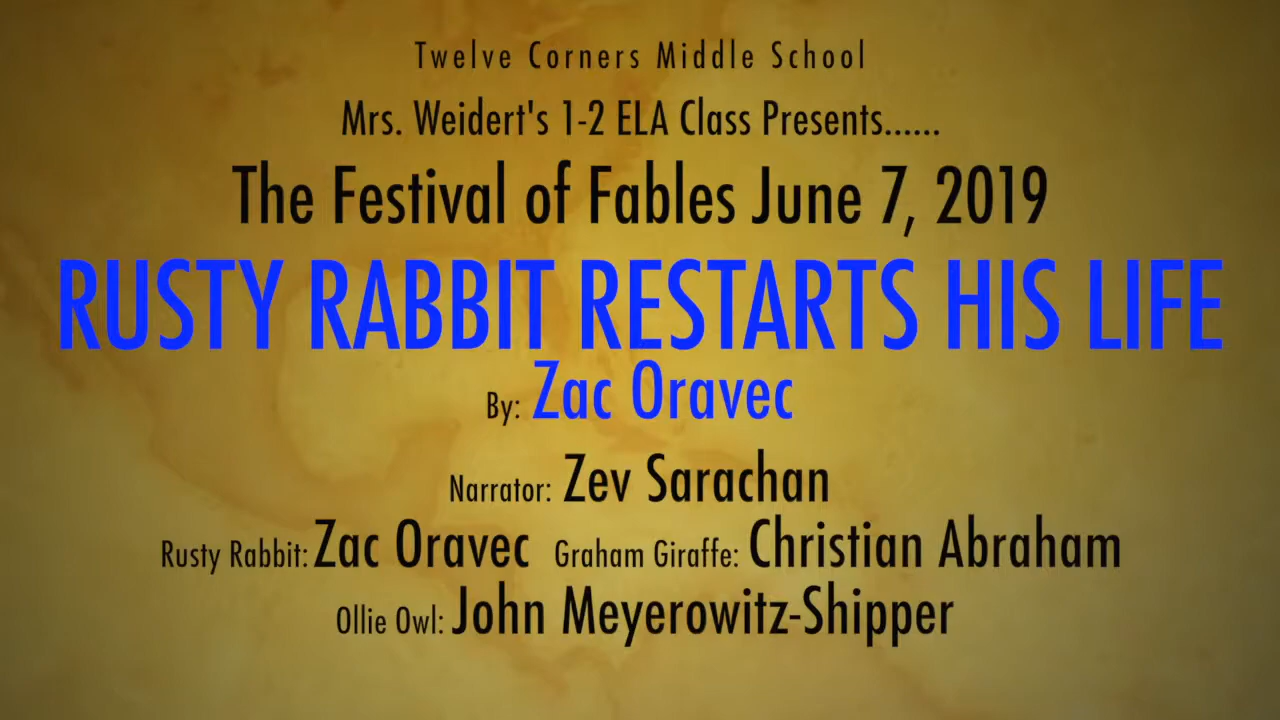 Twelve Corners Middle School
Mrs. Weidert's 1-2 ELA Class Presents......
The Festival of Fables June 7, 2019
RUSTY RABBIT RESTARTS HIS LIFE
By: Zac Oravec
Narrator: Zev Sarachan
Rusty Rabbit: Zac Oravec Graham Giraffe: Christian Abraham
Ollie Owl: John Meyerowitz-Shipper